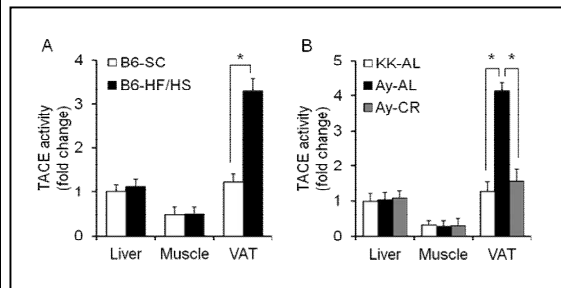 A
B6-SC
B6-HF/HS
*
TACE activity
(fold change)
4
3
2
1
0
Liver Muscle VAT
B
KK-AL
Ay-AL
Ay-CR
* *
TACE activity
(fold change)
5
4
2
1
0
Liver Muscle VAT